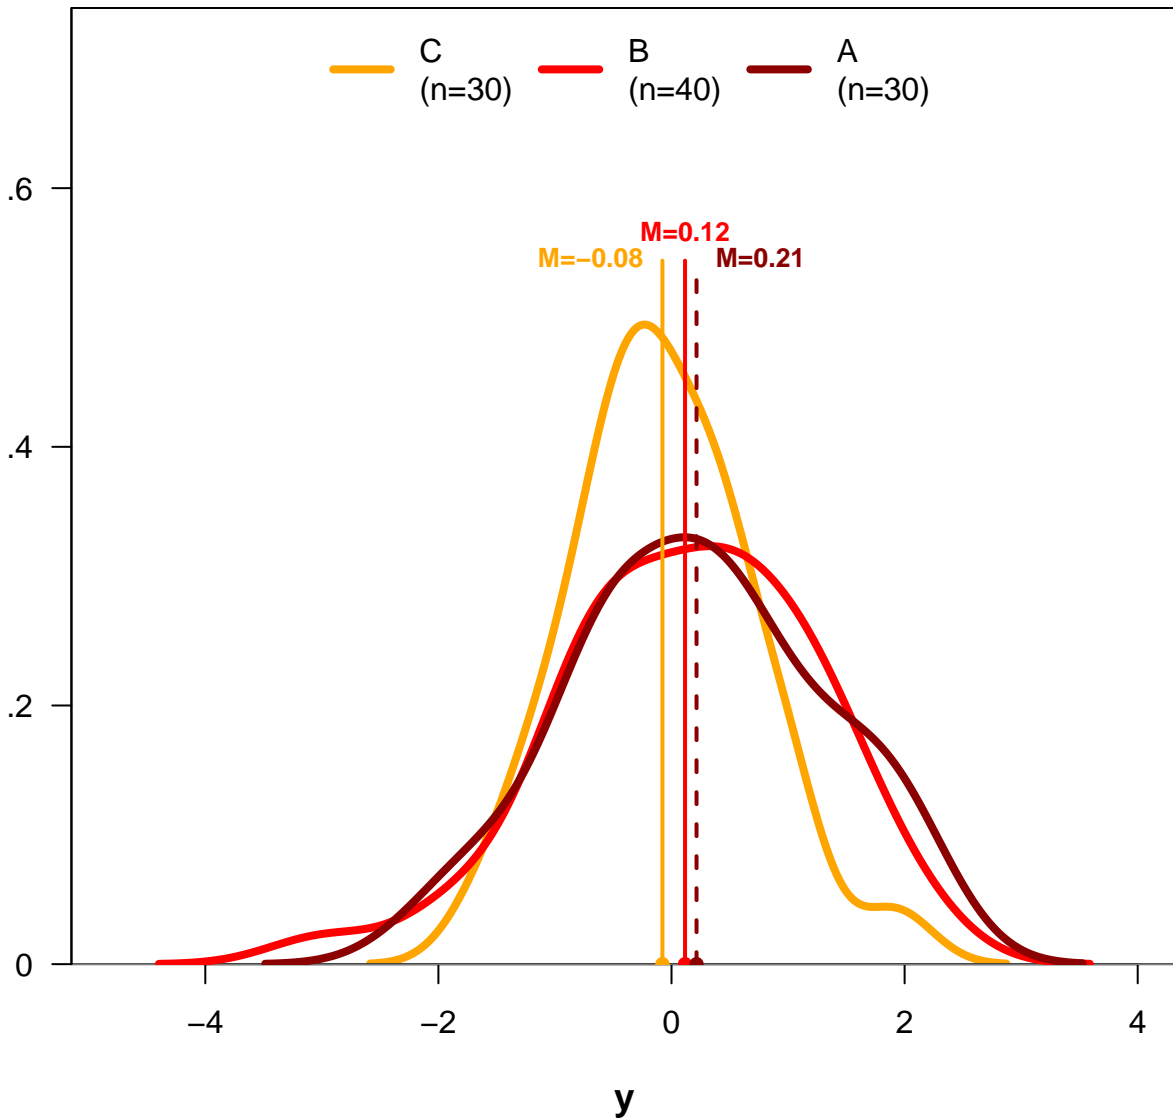 C
(n=30)
B
(n=40)
A
(n=30)
.6
M=0.12
M=−0.08
M=0.21
.4
.2
0
−4
−2
0
2
4
y